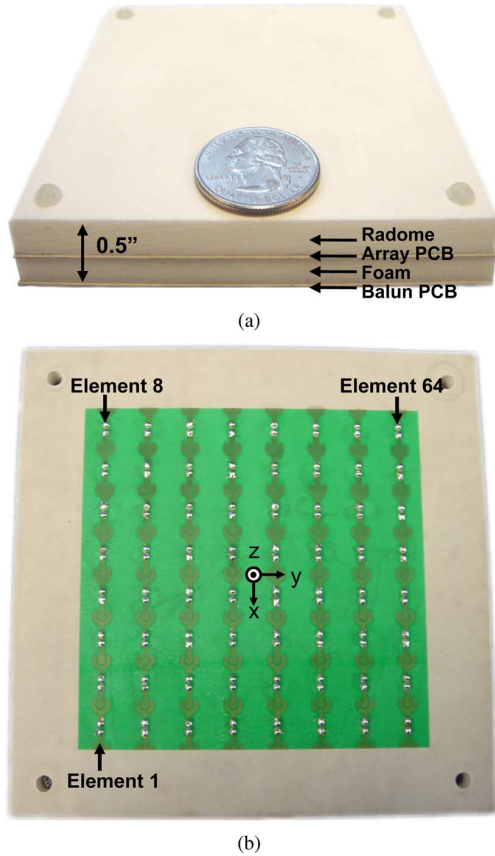 0.5”
Radome
Array PCB
Foam
Balun PCB
(a)
Element 8
Element 64
z
y
x
Element 1
(b)